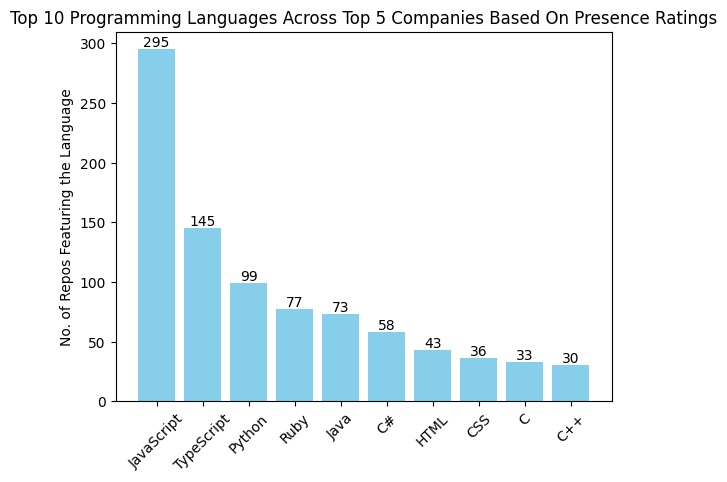 Top 10 Programming Languages Across Top 5 Companies Based On Presence Ratings
No. of Repos Featuring the Language
300
250
200
150
100
50
0
295
145
99
77
73
58
43
36
33
30
JavaScript
TypeScript
Python
Ruby
Java
C#
HTML
CSS
C
C++